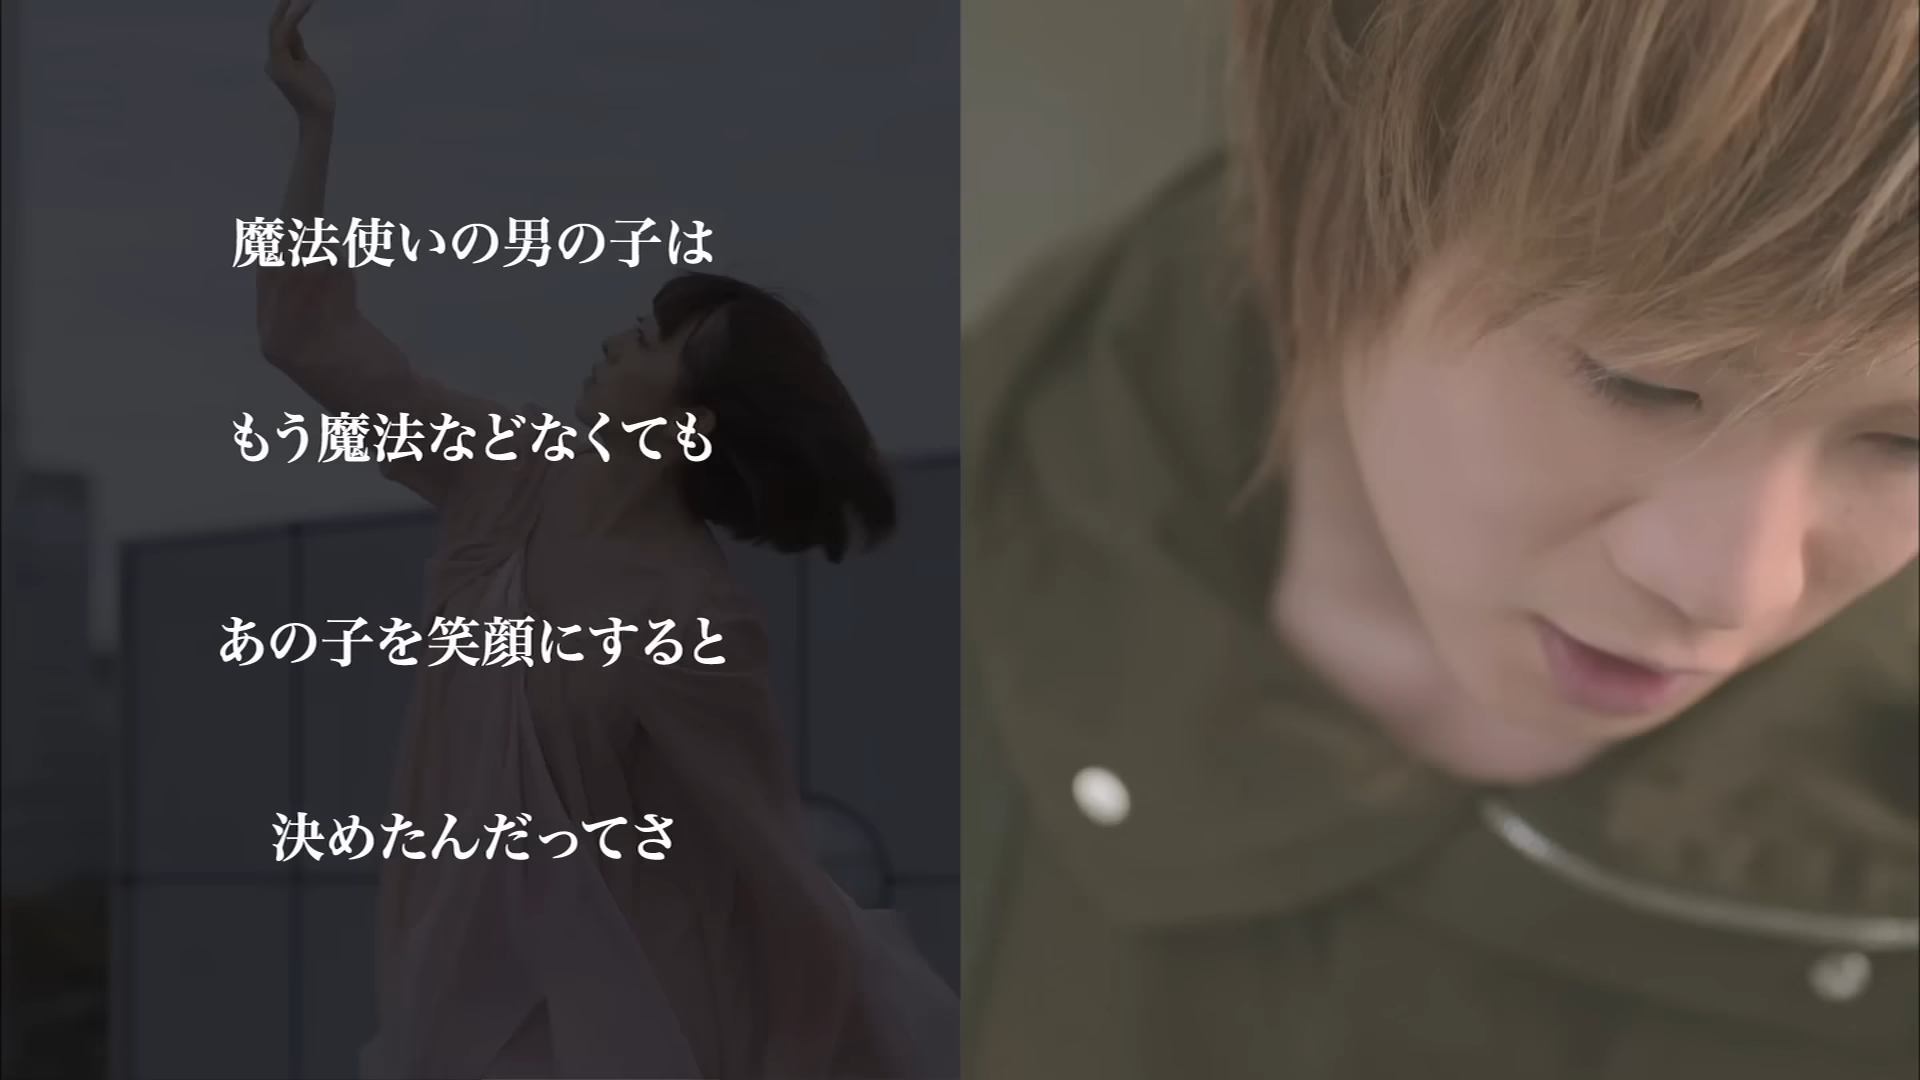 魔法使いの男の子は
もう魔法などなくても
あの子を笑顔にすると
決めたんだってさ